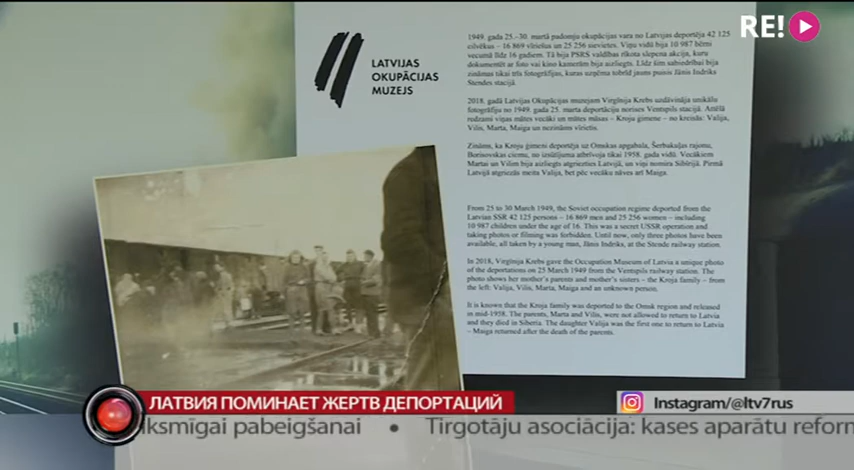 RE!
LATVIJAS
OKUPĀCIJAS
MUZEJS
1949. gada 25.-30. martā padomju okupācijas vara no Latvijas deportēja 42 125
cilvēkus – 16 869 vīriešus un 25 256 sievietes. Viņu vidū bija 10 987 bērni
vecumā līdz 16 gadiem. Tā bija PSRS valdības rīkota slepena akcija, kuru
dokumentēt ar foto vai kino kamerām bija aizliegts. Līdz šim sabiedrībai bija
zināmas tikai trīs fotogrāfijas, kuras uzņēma tobrīd jauns puisis Jānis Indriks
Stendes stacijā.
2018. gadā Latvijas Okupācijas muzejam Virgīnija Krebs uzdāvināja unikālu
fotogrāfiju no 1949. gada 25. marta deportāciju norises Ventspils stacijā. Attēlā
redzami viņas mātes vecāki un mātes māsas – Kroju ģimene – no kreisās: Valija,
Vilis, Marta, Maiga un nezināms vīrietis.
Zināms, ka Kroju ģimeni deportēja uz Omskas apgabala, Šerbakuļas rajonu,
Borisovskas ciemu, no izsūtījuma atbrīvoja tikai 1958. gada vidū. Vecākiem
Martai un Vilim bija aizliegts atgriezties Latvijā, un viņi nomira Sibīrijā. Pirmā
Latvijā atgriezās meita Valija, bet pēc vecāku nāves arī Maiga.
From 25 to 30 March 1949, the Soviet occupation regime deported from the
Latvian SSR 42 125 persons – 16 869 men and 25 256 women – including
10 987 children under the age of 16. This was a secret USSR operation and
taking photos or filming was forbidden. Until now, only three photos have been
available, all taken by a young man, Jānis Indriks, at the Stende railway station.
In 2018, Virgīnija Krebs gave the Occupation Museum of Latvia a unique photo
of the deportations on 25 March 1949 from the Ventspils railway station. The
photo shows her mother's parents and mother's sisters – the Kroja family – from
the left: Valija, Vilis, Marta, Maiga and an unknown person.
It is known that the Kroja family was deported to the Omsk region and released
in mid-1958. The parents, Marta and Vilis, were not allowed to return to Latvia
and they died in Siberia. The daughter Valija was the first one to return to Latvia
– Maiga returned after the death of the parents.
ЛАТВИЯ ПОМИНАЕТ ЖЕРТВ ДЕПОРТАЦИЙ
Instagram/@ltv7rus
lksmīgai pabeigšanai • Tirgotāju asociācija: kases aparātu reform